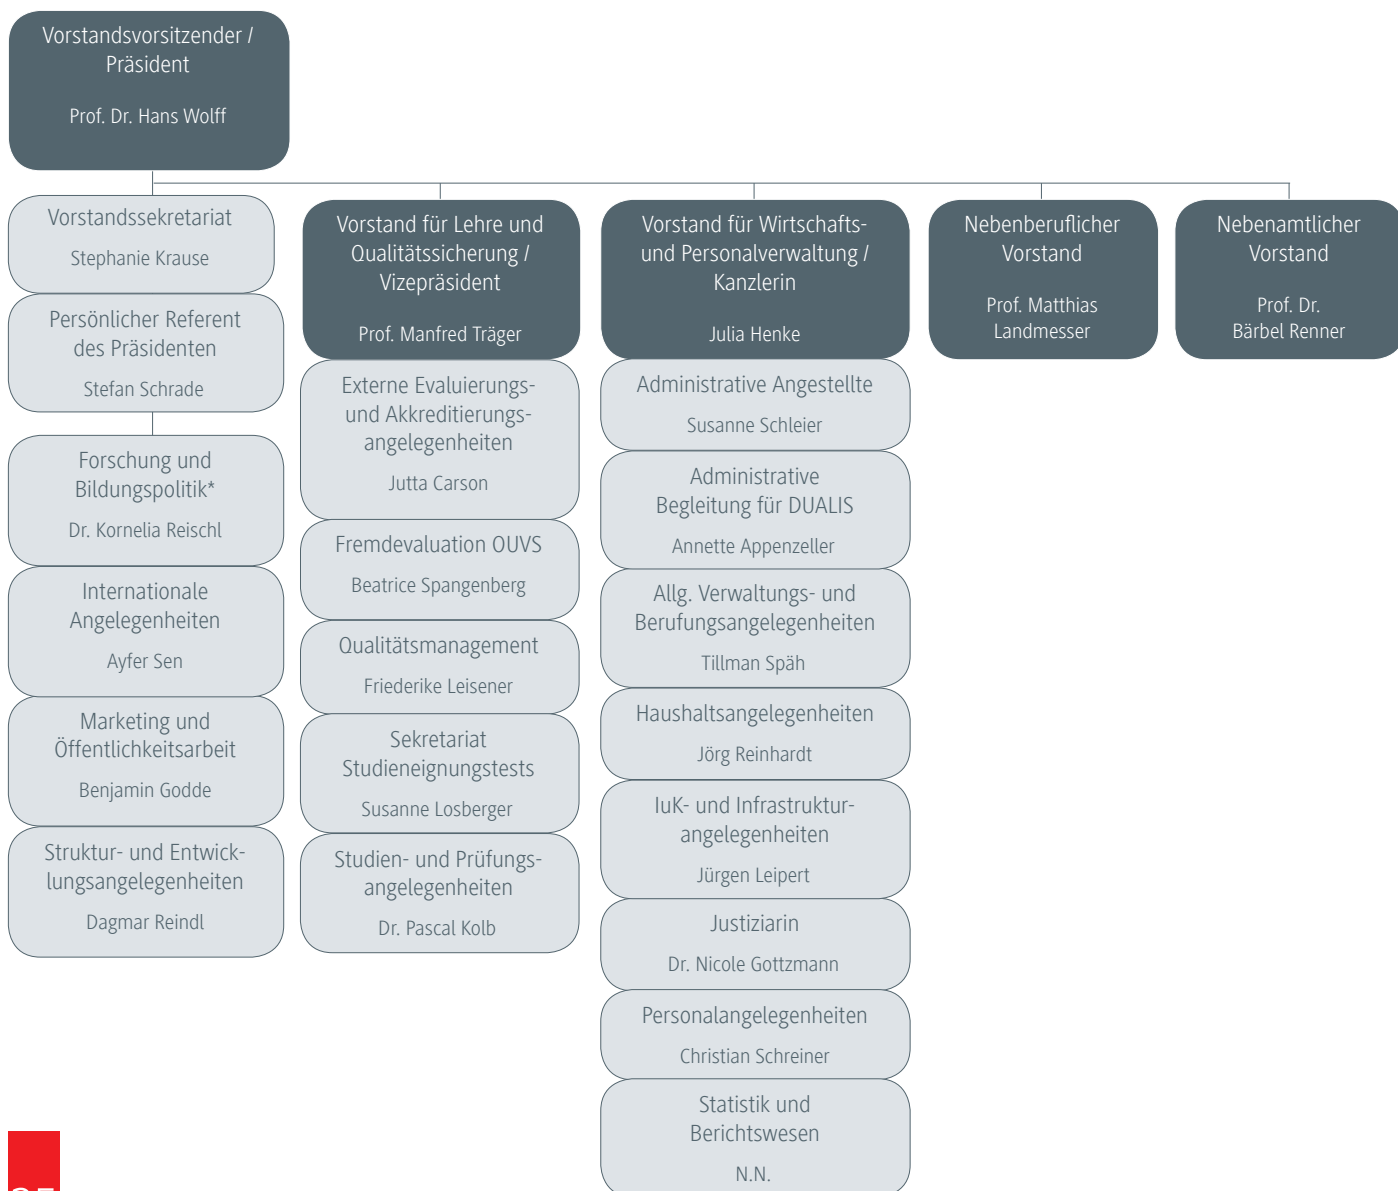 Vorstandsvorsitzender /
Präsident
Prof. Dr. Hans Wolff
Vorstandssekretariat
Stephanie Krause
Persönlicher Referent
des Präsidenten
Stefan Schrade
Forschung und
Bildungspolitik*
Dr. Kornelia Reischl
Internationale
Angelegenheiten
Ayfer Sen
Marketing und
Öffentlichkeitsarbeit
Benjamin Godde
Struktur- und Entwick-
lungsangelegenheiten
Dagmar Reindl
Vorstand für Lehre und
Qualitätssicherung /
Vizepräsident
Prof. Manfred Träger
Externe Evaluierungs-
und Akkreditierungs-
angelegenheiten
Jutta Carson
Fremdevaluation OUVS
Beatrice Spangenberg
Qualitätsmanagement
Friederike Leisener
Sekretariat
Studieneignungstests
Susanne Losberger
Studien- und Prüfungs-
angelegenheiten
Dr. Pascal Kolb
Vorstand für Wirtschafts-
und Personalverwaltung /
Kanzlerin
Julia Henke
Administrative Angestellte
Susanne Schleier
Administrative
Begleitung für DUALIS
Annette Appenzeller
Allg. Verwaltungs- und
Berufungsangelegenheiten
Tillman Späh
Haushaltsangelegenheiten
Jörg Reinhardt
IuK- und Infrastruktur-
angelegenheiten
Jürgen Leipert
Justiziarin
Dr. Nicole Gottzmann
Personalangelegenheiten
Christian Schreiner
Statistik und
Berichtswesen
N.N.
Nebenberuflicher
Vorstand
Prof. Matthias
Landmesser
Nebenamtlicher
Vorstand
Prof. Dr.
Bärbel Renner